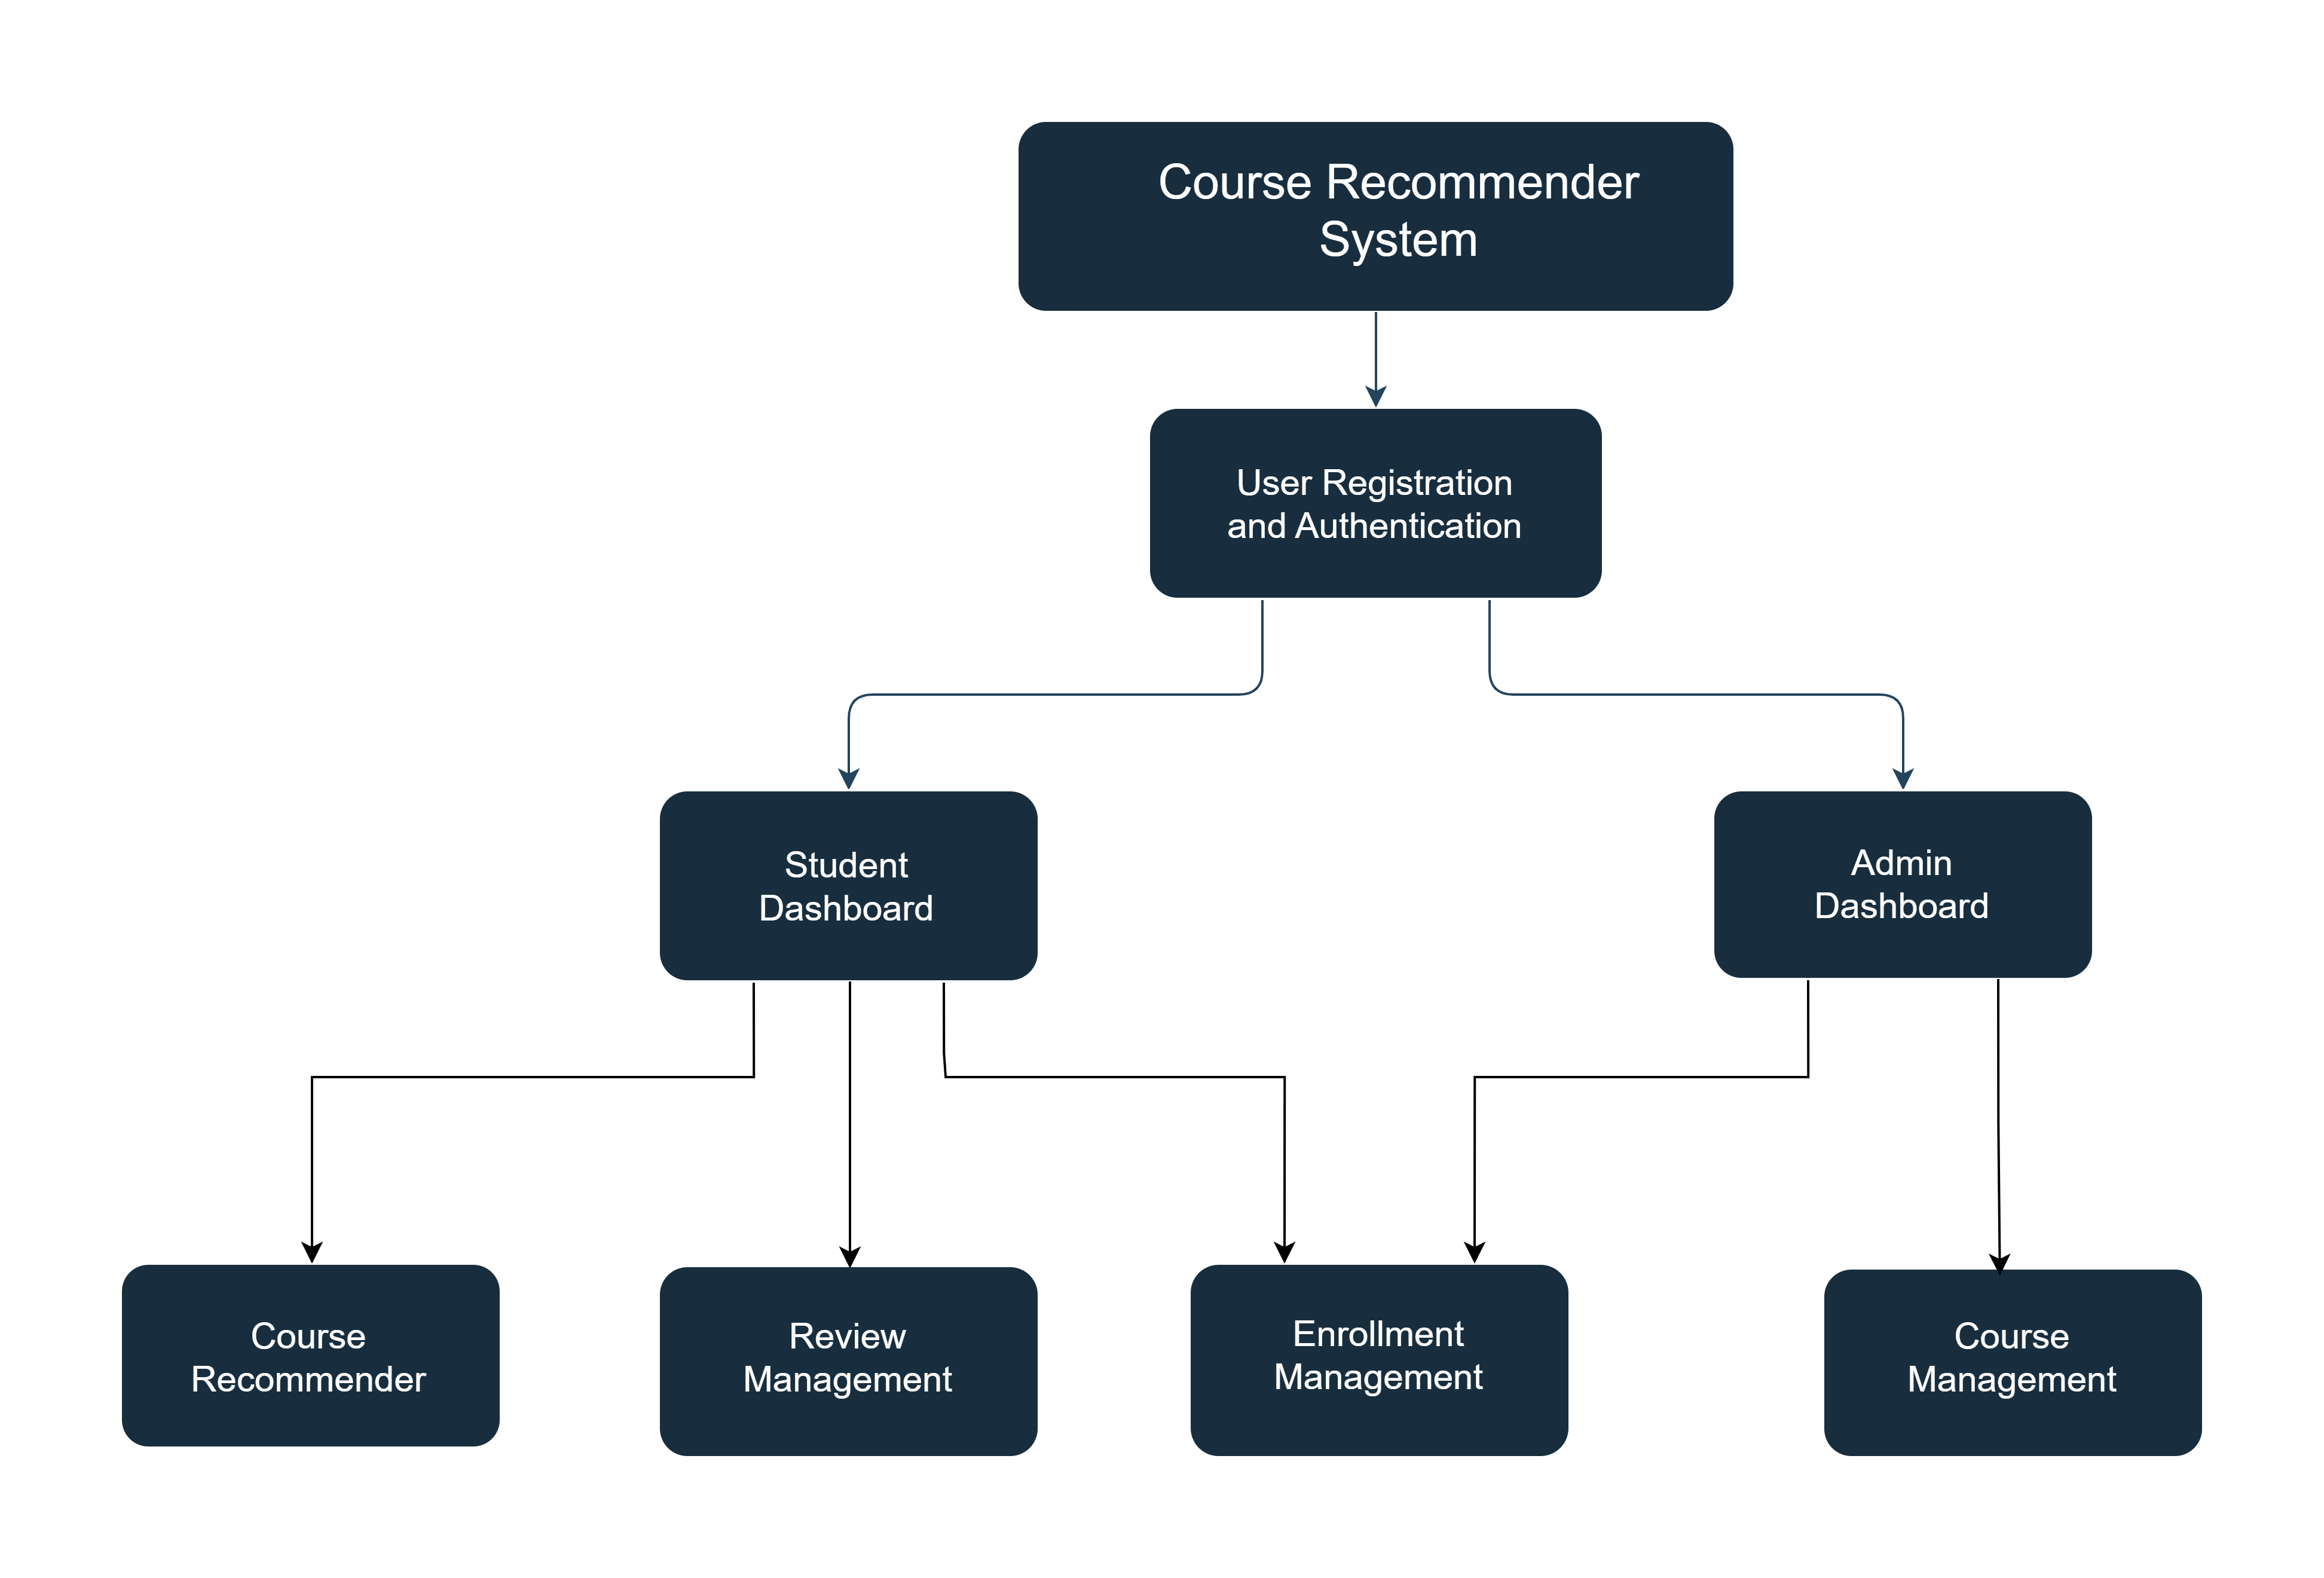 Course Recommender
System
User Registration
and Authentication
Student
Dashboard
Admin
Dashboard
Course
Recommender
Review
Management
Enrollment
Management
Course
Management